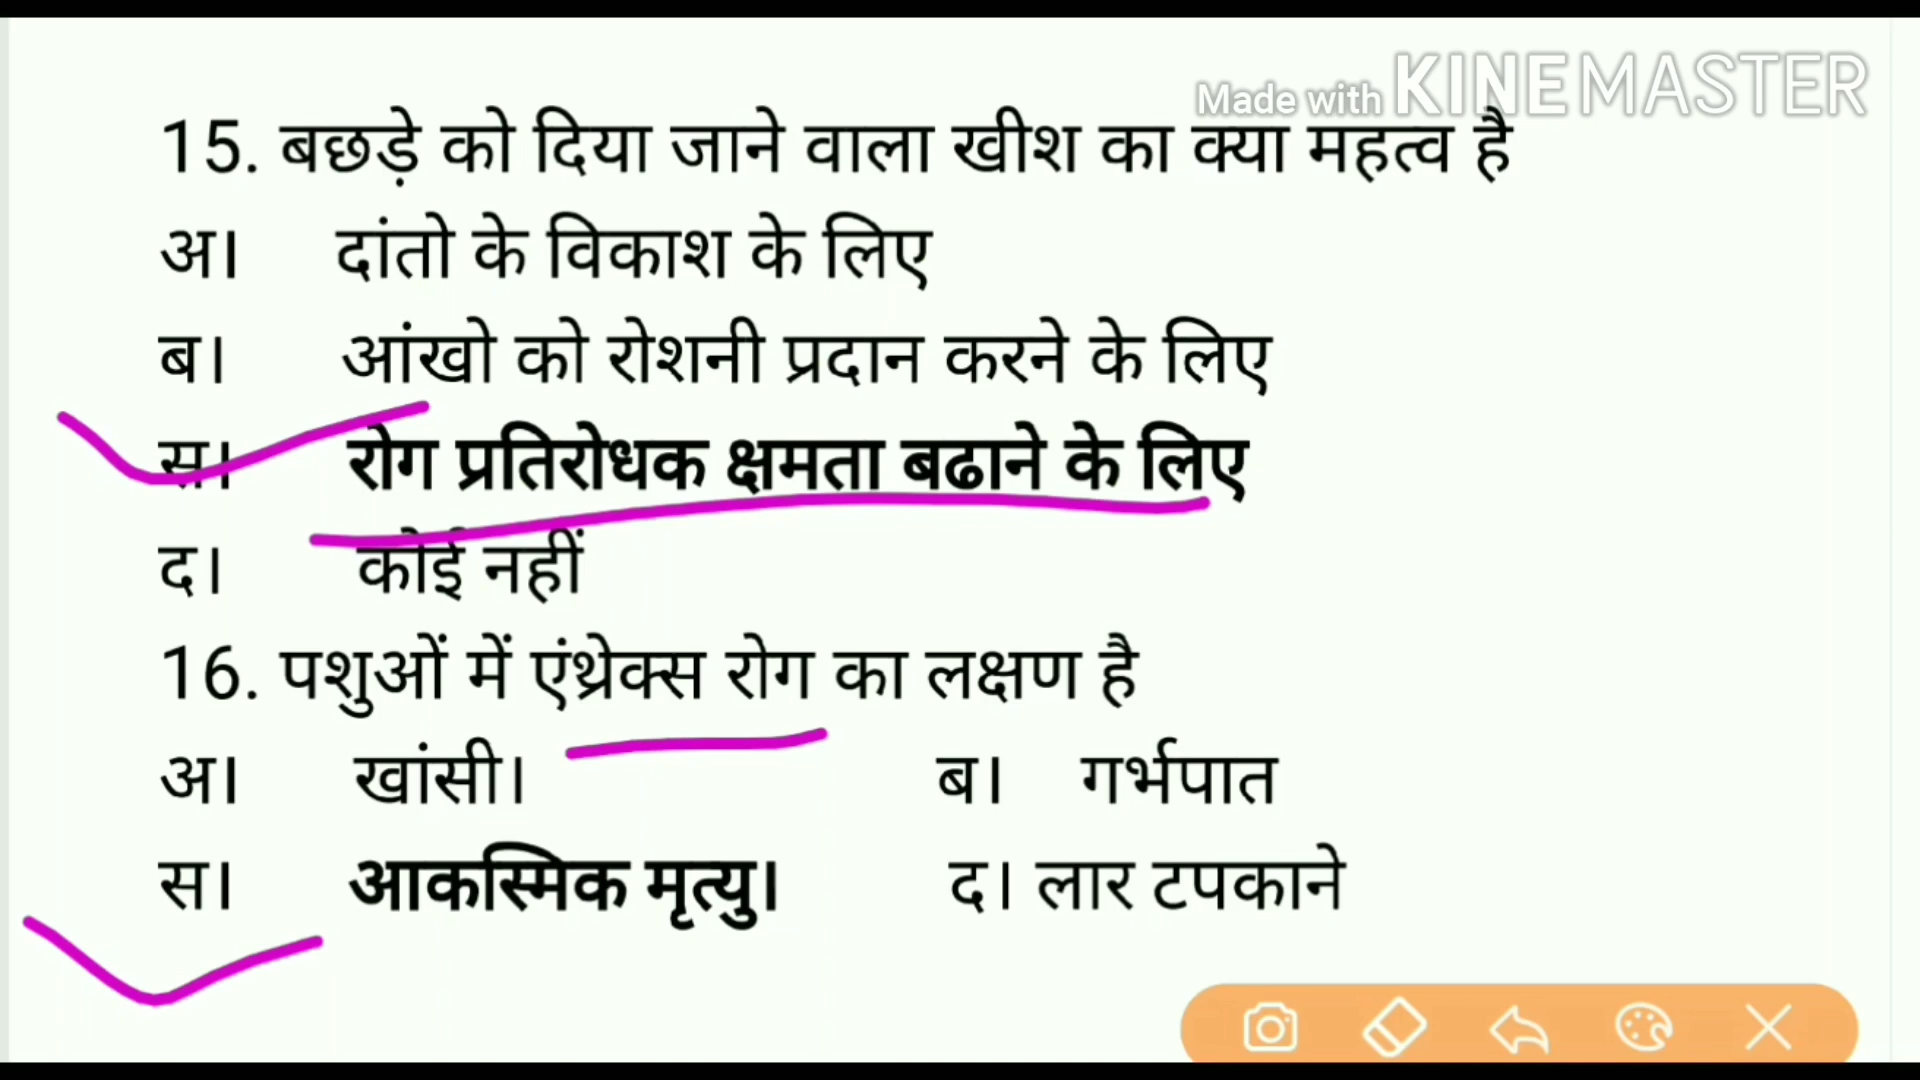 Made with KINEMASTER
15. बछड़े को दिया जाने वाला खीश का क्या महत्व है
अ। दांतो के विकाश के लिए
ब। आंखो को रोशनी प्रदान करने के लिए
स। रोग प्रतिरोधक क्षमता बढाने के लिए
द। कोई नहीं
16. पशुओं में एंथ्रेक्स रोग का लक्षण है
अ। खांसी। ब। गर्भपात
स। आकस्मिक मृत्यु। द। लार टपकाने